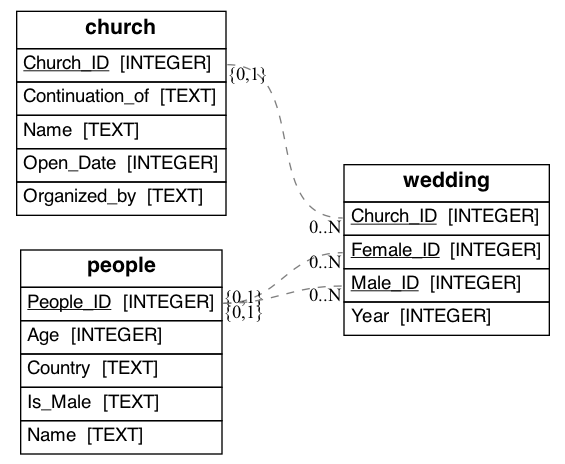 church
Church_ID [INTEGER]
{0,1}
Continuation_of [TEXT]
Name [TEXT]
Open_Date [INTEGER]
Organized_by [TEXT]
wedding
Church_ID [INTEGER]
0..N
Female_ID [INTEGER]
0..N
Male_ID [INTEGER]
0..N
Year [INTEGER]
people
People_ID [INTEGER]
{0,1}
{0,1}
Age [INTEGER]
Country [TEXT]
Is_Male [TEXT]
Name [TEXT]